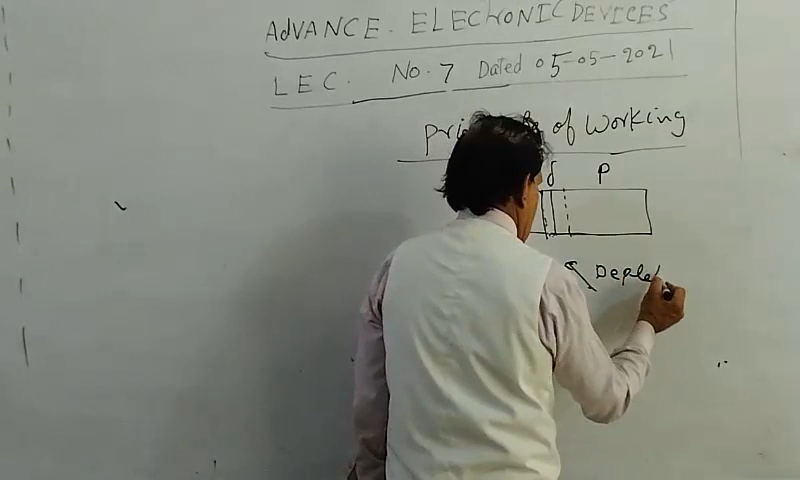 AdVANCE. ELECtrONIC DEVICES
LEC. No. 7 Dated 05-05-2021
of Working
δ P